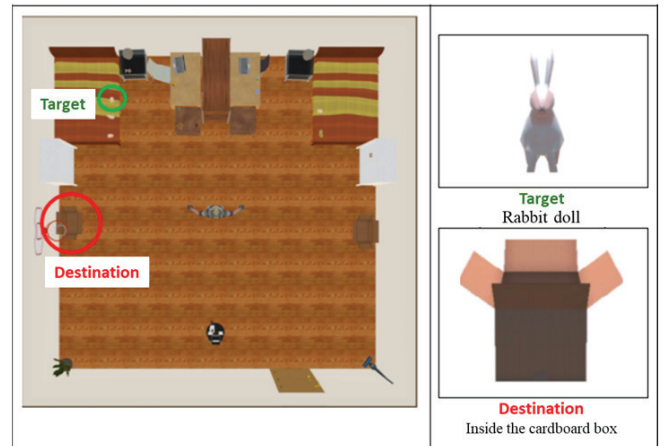 Target
Destination
Target
Rabbit doll
Destination
Inside the cardboard box